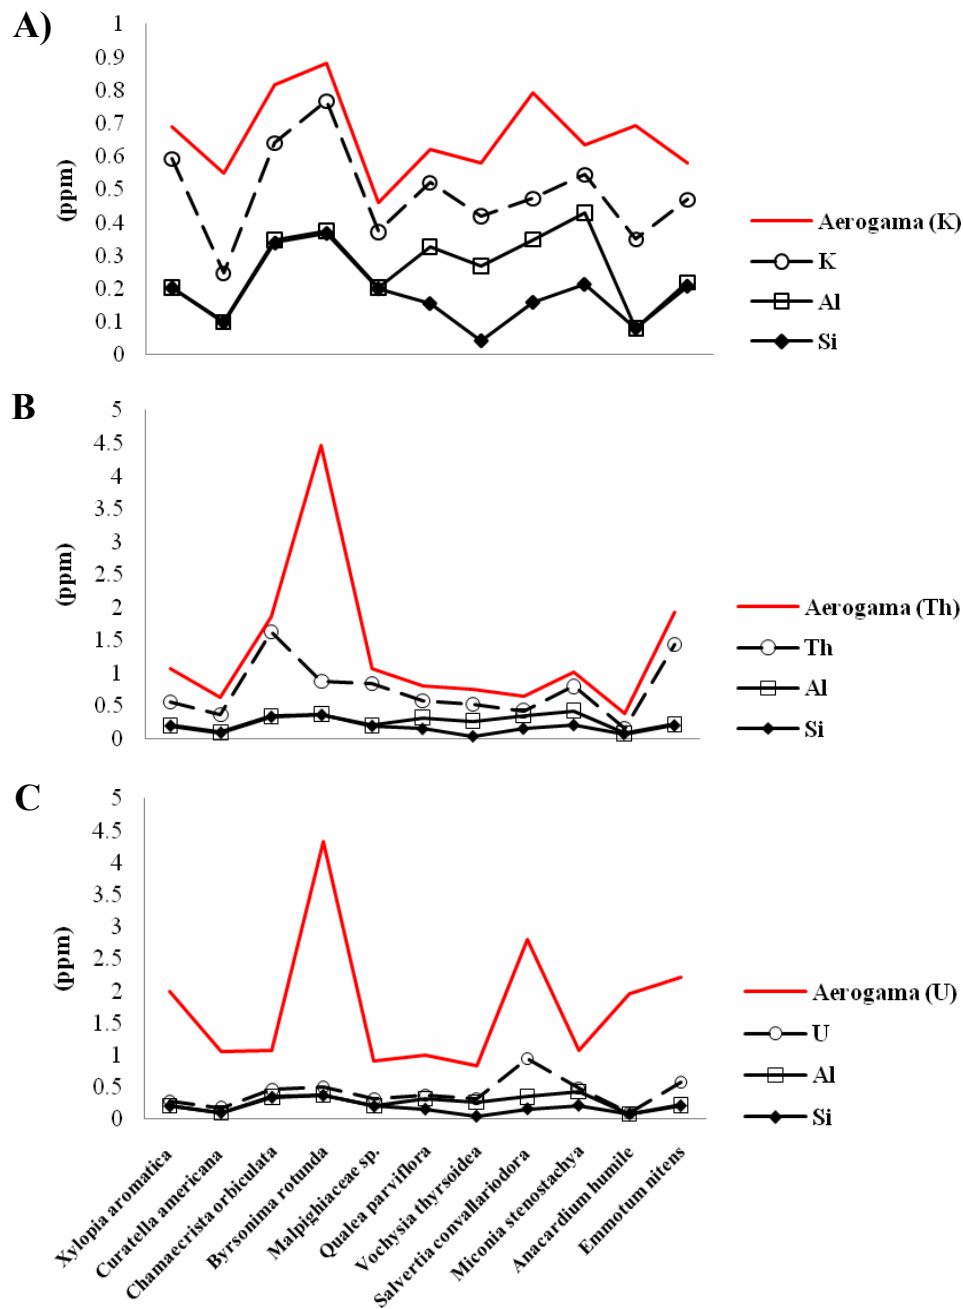 A)
1
0.9
0.8
0.7
0.6
0.5
0.4
0.3
0.2
0.1
0
(ppm)
Aerogama (K)
K
Al
Si
B
5
4.5
4
3.5
3
2.5
2
1.5
1
0.5
0
(ppm)
Aerogama (Th)
Th
Al
Si
C
5
4.5
4
3.5
3
2.5
2
1.5
1
0.5
0
(ppm)
Aerogama (U)
U
Al
Si
Xylopia aromatica
Curatella americana
Chamaecrista orbiculata
Byrsonima rotunda
Malpighiaceae sp.
Qualea parviflora
Vochysia thyrsoidea
Salvertia convallariodora
Miconia stenostachya
Anacardium humile
Emmotum nitens